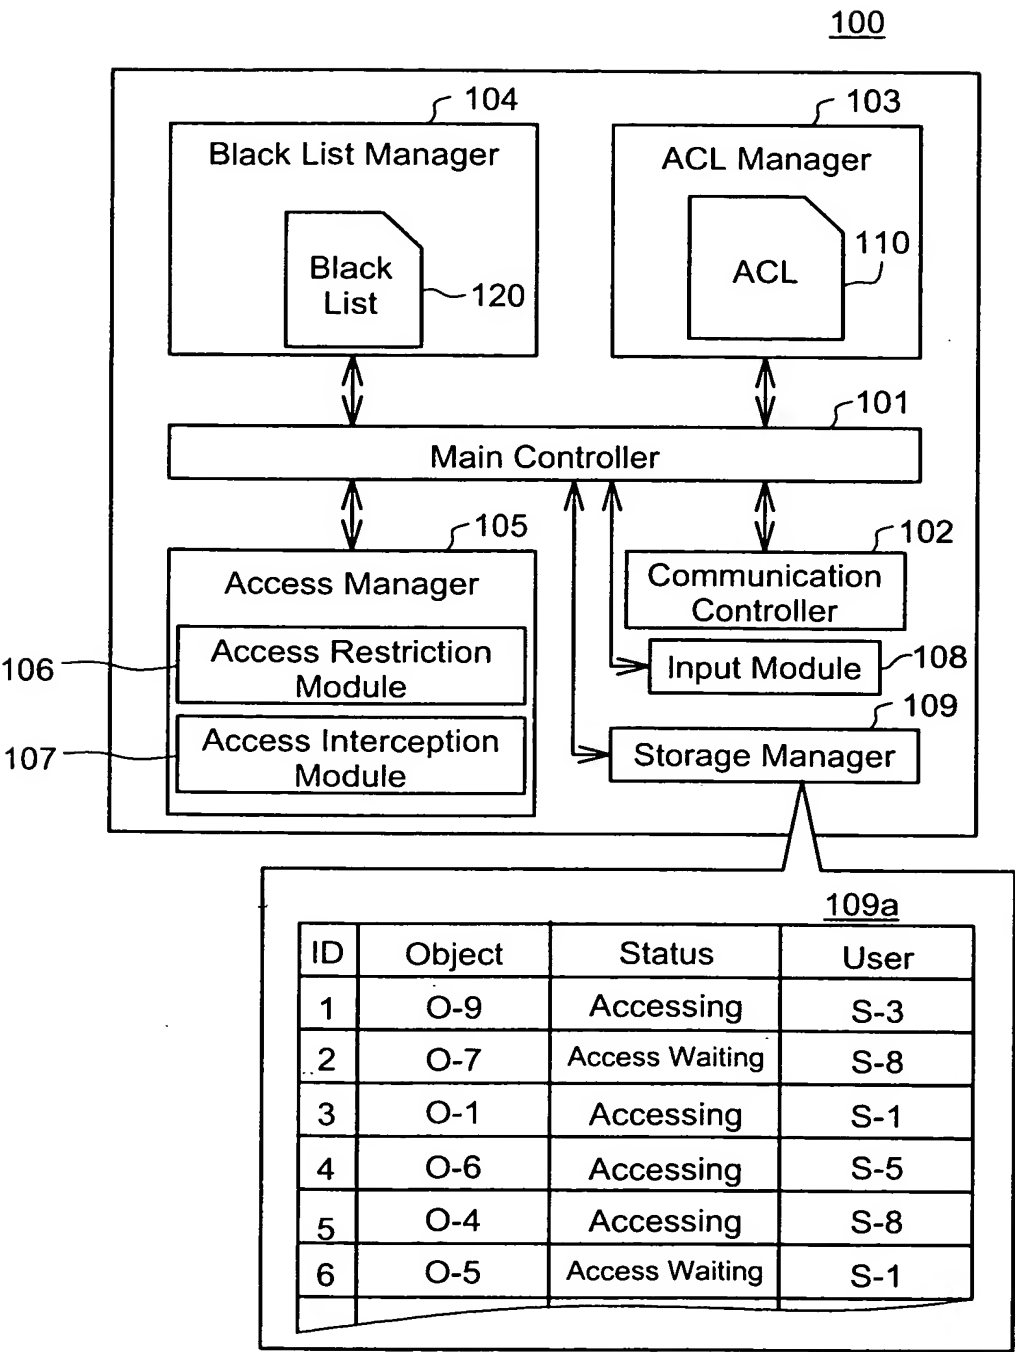 100
104
103
Black List Manager
ACL Manager
Black
List
120
ACL
110
101
Main Controller
105
102
Access Manager
Communication
Controller
106
Access Restriction
Module
Input Module
108
107
Access Interception
Module
109
Storage Manager
109a
ID Object Status User
1 O-9 Accessing S-3
2 O-7 Access Waiting S-8
3 O-1 Accessing S-1
4 O-6 Accessing S-5
5 O-4 Accessing S-8
6 O-5 Access Waiting S-1